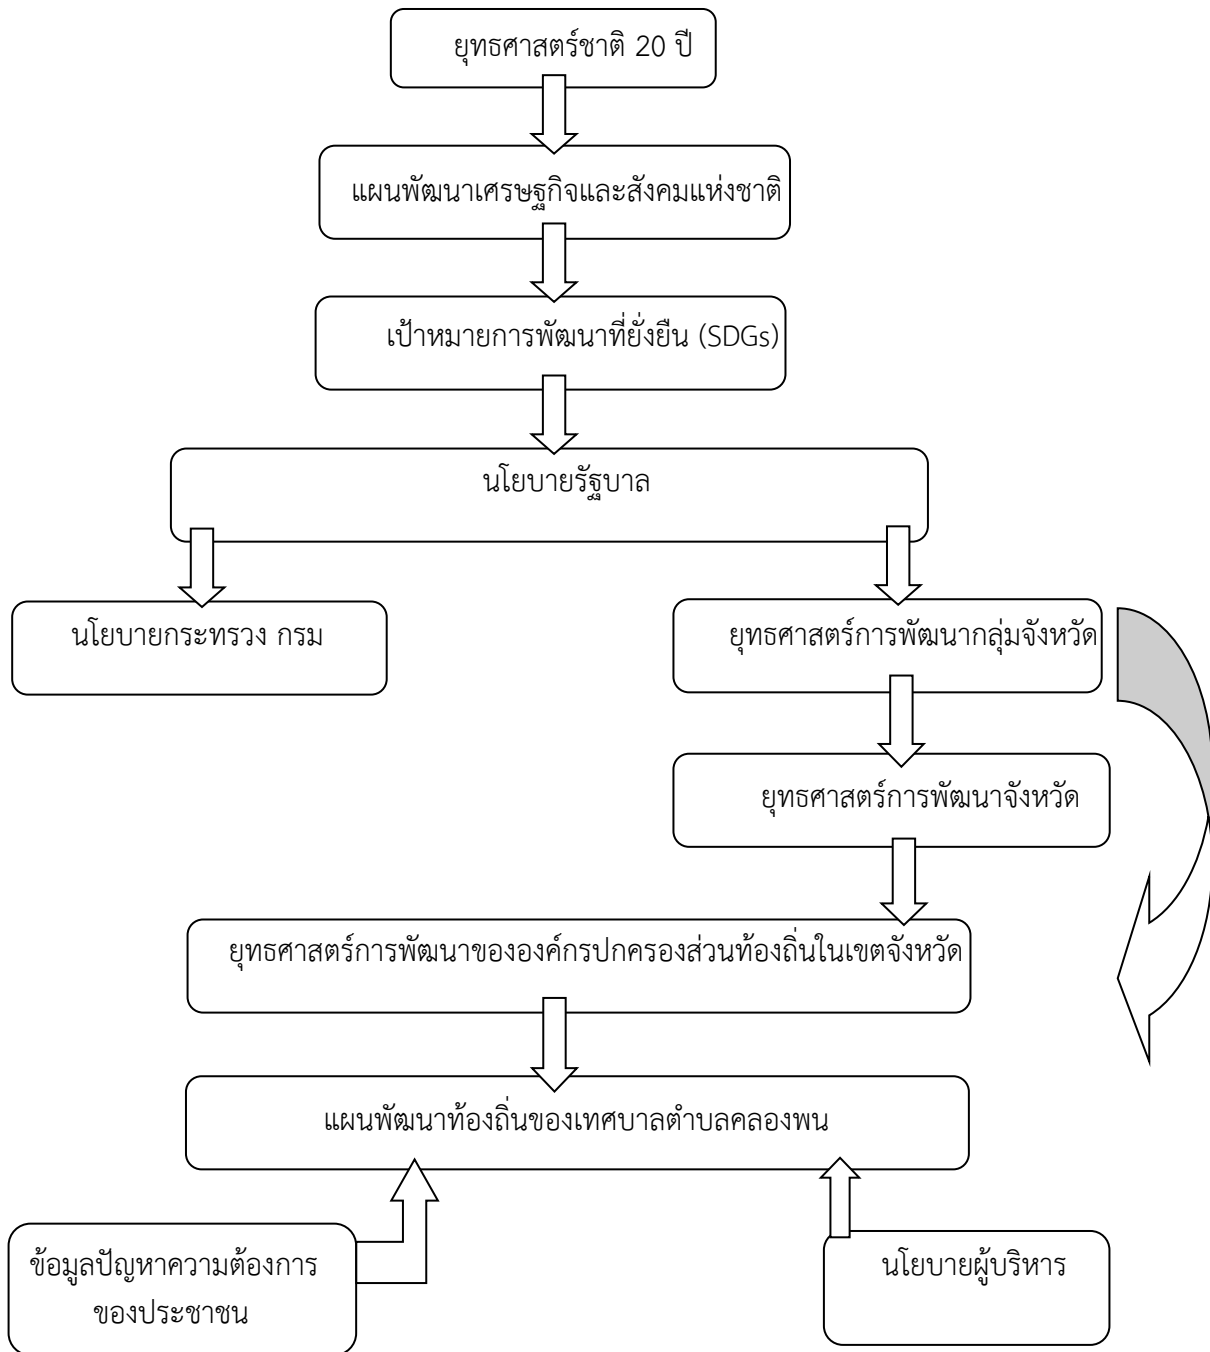 ยุทธศาสตร์ชาติ 20 ปี
แผนพัฒนาเศรษฐกิจและสังคมแห่งชาติ
เป้าหมายการพัฒนาที่ยั่งยืน (SDGs)
นโยบายรัฐบาล
นโยบายกระทรวง กรม
ยุทธศาสตร์การพัฒนากลุ่มจังหวัด
ยุทธศาสตร์การพัฒนาจังหวัด
ยุทธศาสตร์การพัฒนาขององค์กรปกครองส่วนท้องถิ่นในเขตจังหวัด
แผนพัฒนาท้องถิ่นของเทศบาลตำบลคลองพน
ข้อมูลปัญหาความต้องการ
ของประชาชน
นโยบายผู้บริหาร